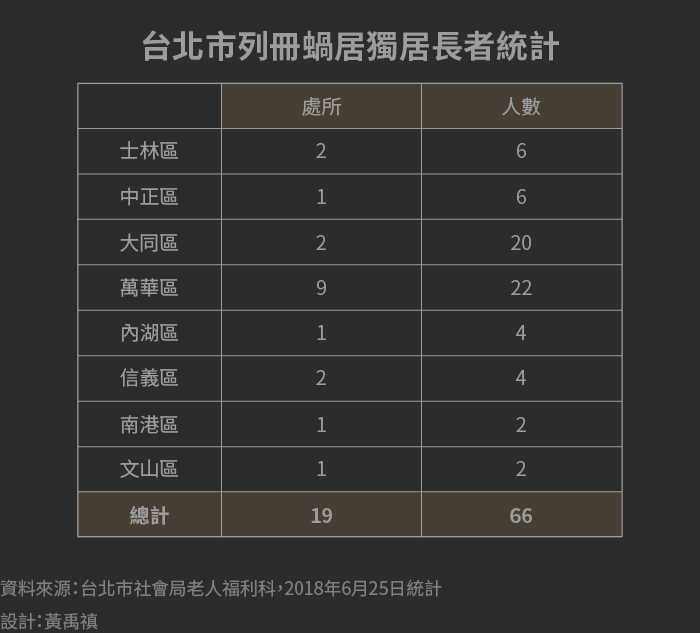 台北市列冊蝸居獨居長者統計
處所 人數
士林區 2 6
中正區 1 6
大同區 2 20
萬華區 9 22
內湖區 1 4
信義區 2 4
南港區 1 2
文山區 1 2
總計 19 66
資料來源:台北市社會局老人福利科,2018年6月25日統計
設計:黃禹禛